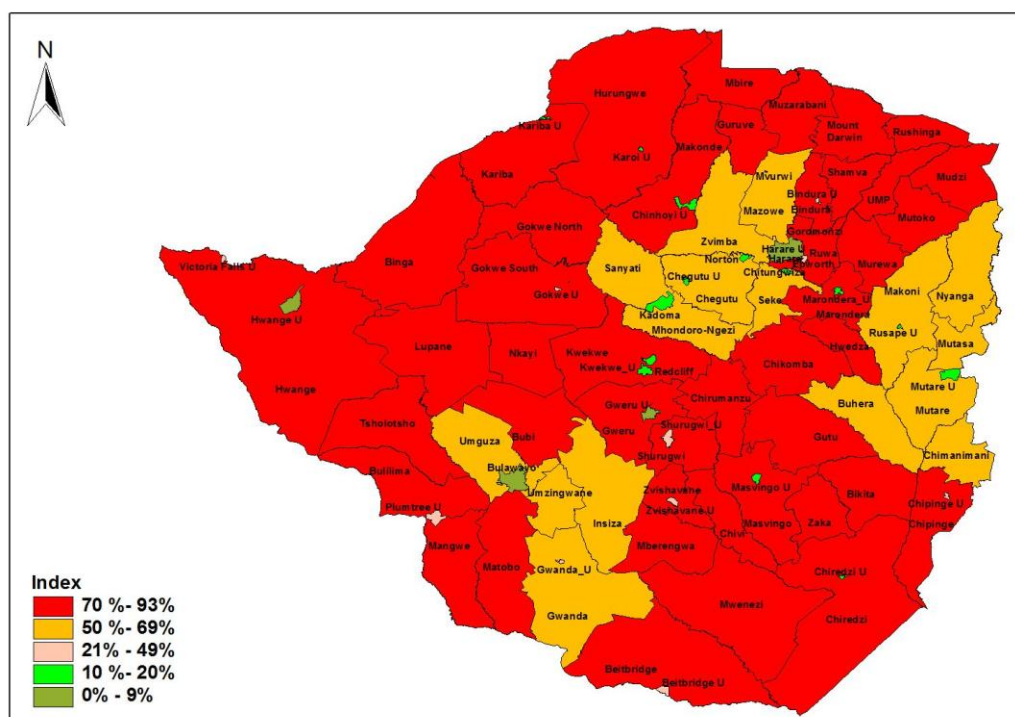 N
Mbire
Hurungwe
Muzarabani
Kariba U
Guruve
Mount
Darwin
Rushinga
Makonde
Karoi U
Mvurwi
Shamva
Kariba
Mudzi
Bindura U
UMP
Mazowe
Bindura
Chinhoyi U
Mutoko
Gokwe North
Goromonzi
Zvimba
Harare U
Harare
Ruwa
Norton
Epworth
Murewa
Victoria Falls U
Binga
Gokwe South
Sanyati
Chegutu U
Chitungwiza
Makoni
Nyanga
Gokwe U
Chegutu
Seke
Marondera_U
Marondera
Hwange U
Kadoma
Rusape U
Mhondoro-Ngezi
Mutasa
Lupane
Nkayi
Kwekwe
Hwedza
Kwekwe_U
Redcliff
Chikomba
Hwange
Mutare U
Chirumanzu
Buhera
Mutare
Gweru U
Tsholotsho
Shurugwi_U
Gweru
Umguza
Bubi
Gutu
Chimanimani
Shurugwi
Bulilima
Bulawayo
Zvishavane
Masvingo U
Bikita
Umzingwane
Chipinge U
Plumtree U
Insiza
Zvishavane U
Masvingo
Zaka
Chipinge
Chivi
Mangwe
Mberengwa
Matobo
Gwanda_U
Chiredzi U
Mwenezi
Gwanda
Chiredzi
Beitbridge
Beitbridge U
Index
70 %- 93%
50 %- 69%
21% - 49%
10 %- 20%
0% - 9%